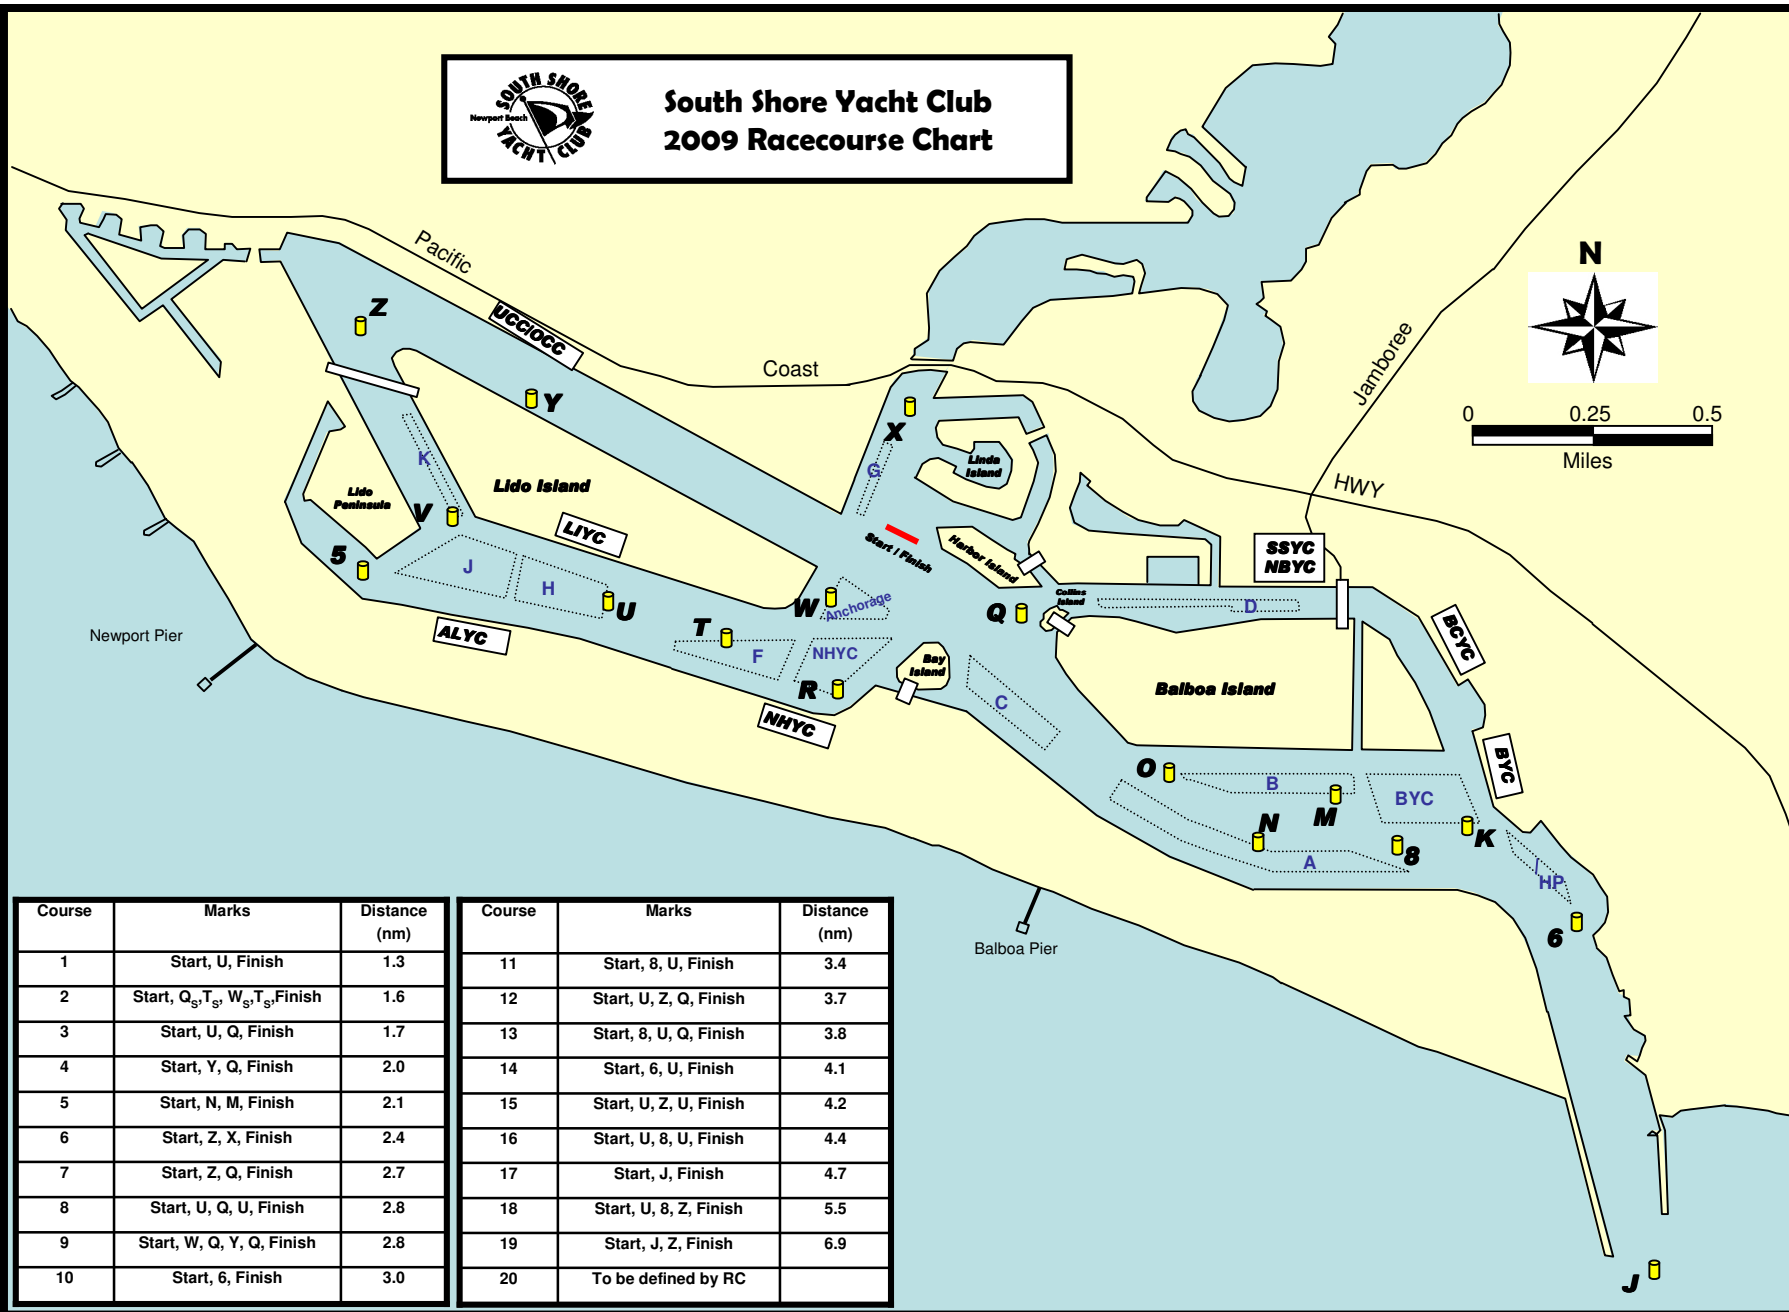 SOUTH SHORE
Newport Beach
YACHT CLUB
South Shore Yacht Club
2009 Racecourse Chart
Pacific
Coast
HWY
Jamboree
N
0 0.25 0.5
Miles
Z
UCC/OCC
Y
X
G
Linda
Island
K
Lido Island
Lido
Peninsula
V
LIYC
Start / Finish
Harbor Island
SSYC
NBYC
5
J
H
U
W
Anchorage
Q
Collins
Island
D
BCYC
Newport Pier
ALYC
T
F
NHYC
R
Bay
Island
C
Balboa Island
NHYC
BYC
O
B
M
BYC
N
A
8
K
HP
6
Balboa Pier
J
Course Marks Distance
(nm)
1 Start, U, Finish 1.3
2 Start, QS,TS, WS,TS,Finish 1.6
3 Start, U, Q, Finish 1.7
4 Start, Y, Q, Finish 2.0
5 Start, N, M, Finish 2.1
6 Start, Z, X, Finish 2.4
7 Start, Z, Q, Finish 2.7
8 Start, U, Q, U, Finish 2.8
9 Start, W, Q, Y, Q, Finish 2.8
10 Start, 6, Finish 3.0
Course Marks Distance
(nm)
11 Start, 8, U, Finish 3.4
12 Start, U, Z, Q, Finish 3.7
13 Start, 8, U, Q, Finish 3.8
14 Start, 6, U, Finish 4.1
15 Start, U, Z, U, Finish 4.2
16 Start, U, 8, U, Finish 4.4
17 Start, J, Finish 4.7
18 Start, U, 8, Z, Finish 5.5
19 Start, J, Z, Finish 6.9
20 To be defined by RC